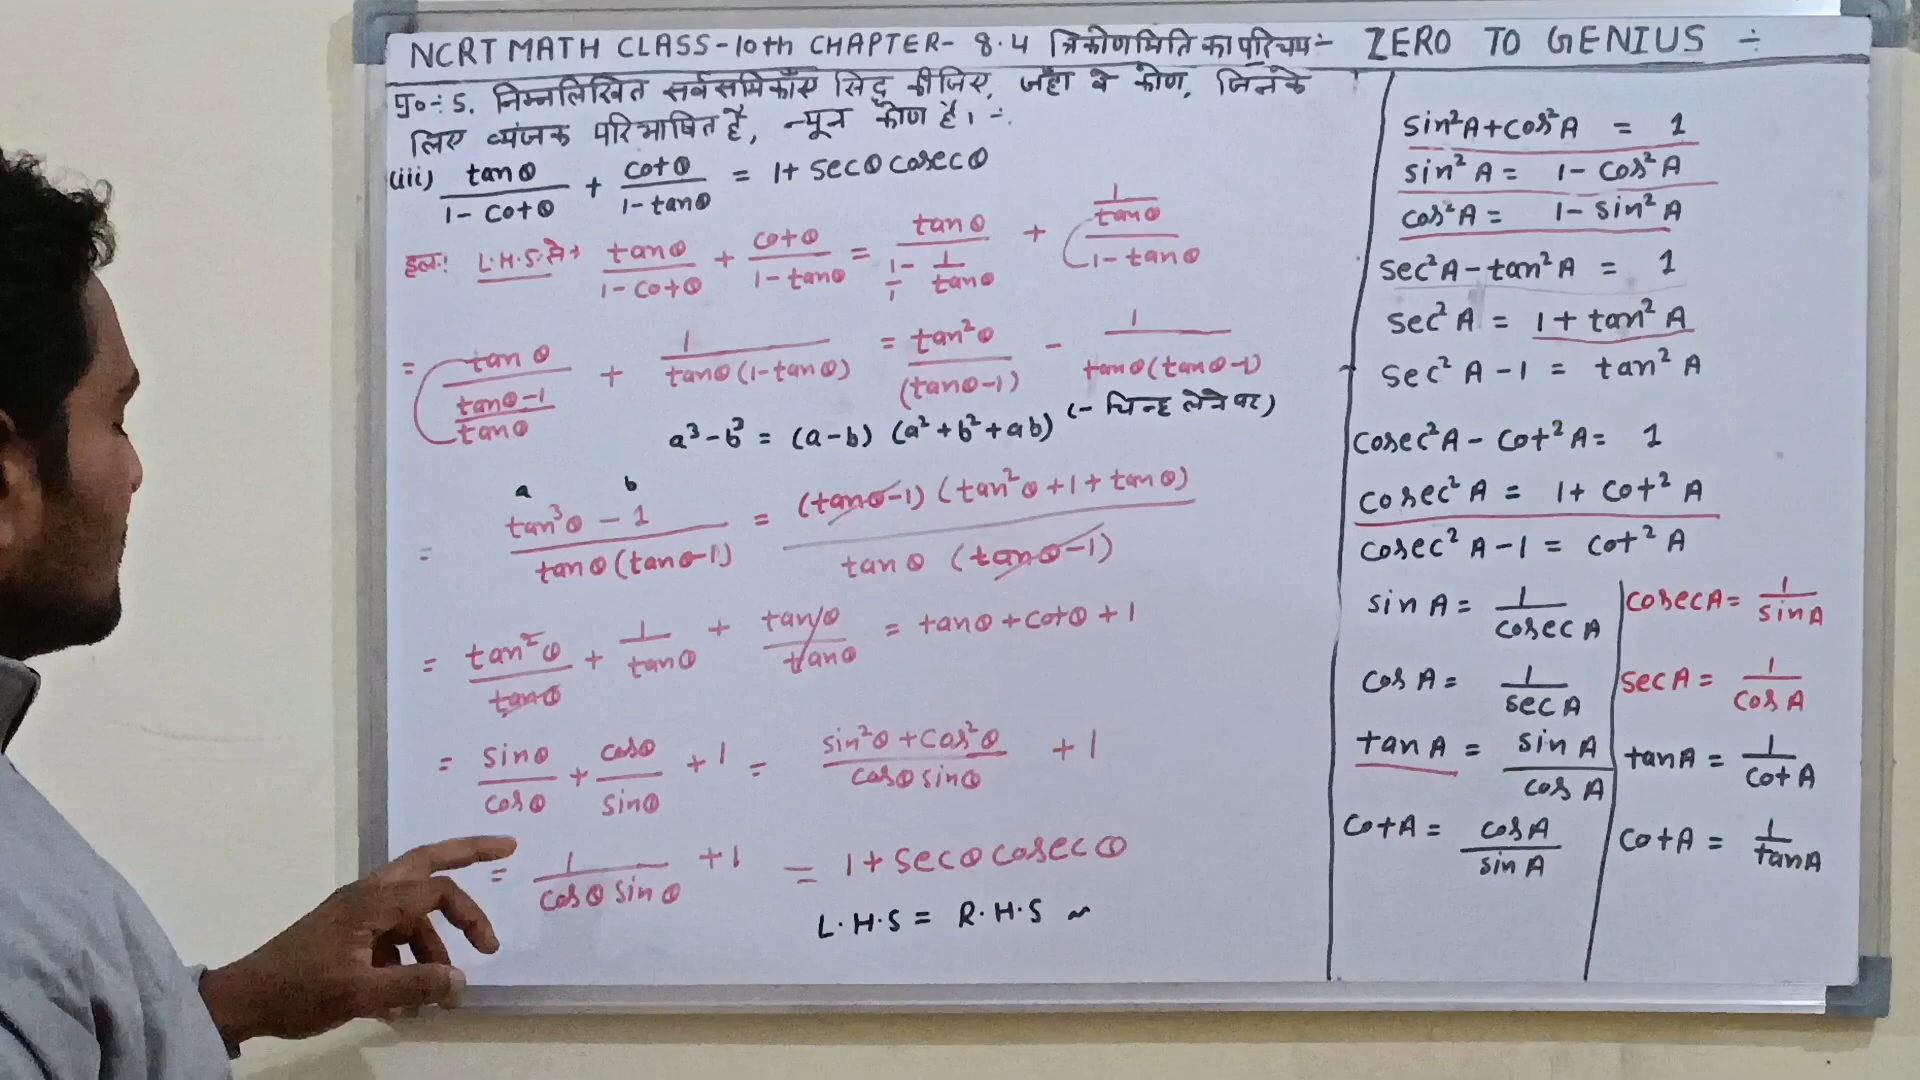 NCRT MATH CLASS-10th CHAPTER- 8.4 त्रिकोणमिति का परिचय÷ ZERO TO GENIUS ÷
प्र०÷5. निम्नलिखित सर्वसमिकाँए सिद्ध कीजिए, जहाँ वे कोण, जिनके
लिए व्यंजक परिभाषित है, न्यून कोण है। ÷.
(iii) tanθ/(1-cotθ) + cotθ/(1-tanθ) = 1+ secθ cosecθ
हल:! L.H.S.से→ tanθ/(1-cotθ) + cotθ/(1-tanθ) = tanθ/(1/1 - 1/tanθ) + (1/tanθ)/(1-tanθ)
= tanθ/((tanθ-1)/tanθ) + 1/(tanθ(1-tanθ)) = tan²θ/(tanθ-1) - 1/(tanθ(tanθ-1))
a³-b³ = (a-b) (a²+b²+ab) (- चिन्ह लेने पर)
a b
= (tan³θ - 1)/(tanθ(tanθ-1)) = (tanθ-1)(tan²θ+1+tanθ)/(tanθ (tanθ-1))
= tan²θ/tanθ + 1/tanθ + tanθ/tanθ = tanθ+cotθ+1
= sinθ/cosθ + cosθ/sinθ +1 = (sin²θ+cos²θ)/(cosθ sinθ) +1
= 1/(cosθ sinθ) +1 = 1+secθ cosecθ
L.H.S = R.H.S ~
sin²A+cos²A = 1
sin²A = 1-cos²A
cos²A = 1-sin²A
sec²A-tan²A = 1
sec²A = 1+tan²A
sec²A-1 = tan²A
cosec²A-cot²A= 1
cosec²A = 1+cot²A
cosec²A-1= cot²A
sinA= 1/cosecA cosecA= 1/sinA
cosA= 1/secA secA= 1/cosA
tanA = sinA/cosA tanA= 1/cotA
cotA= cosA/sinA cotA = 1/tanA